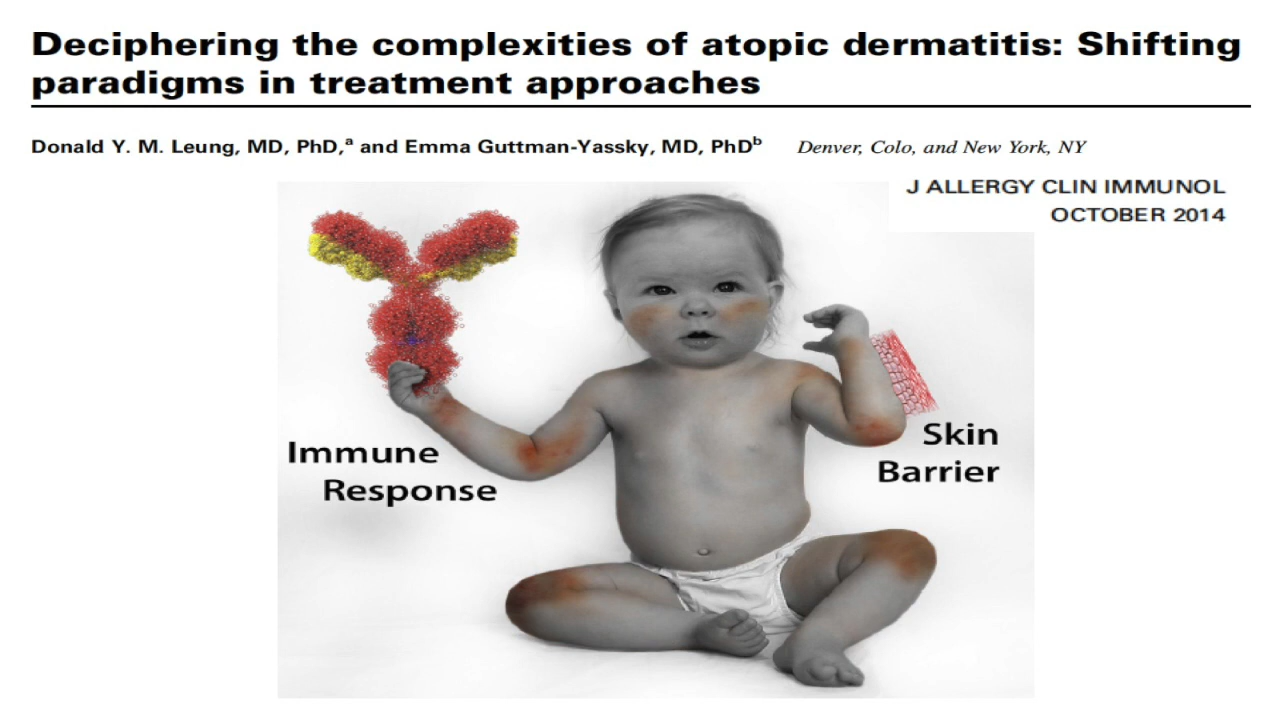 Deciphering the complexities of atopic dermatitis: Shifting
paradigms in treatment approaches
Donald Y. M. Leung, MD, PhD,ᵃ and Emma Guttman-Yassky, MD, PhDᵇ Denver, Colo, and New York, NY
J ALLERGY CLIN IMMUNOL
OCTOBER 2014
Immune
Response
Skin
Barrier